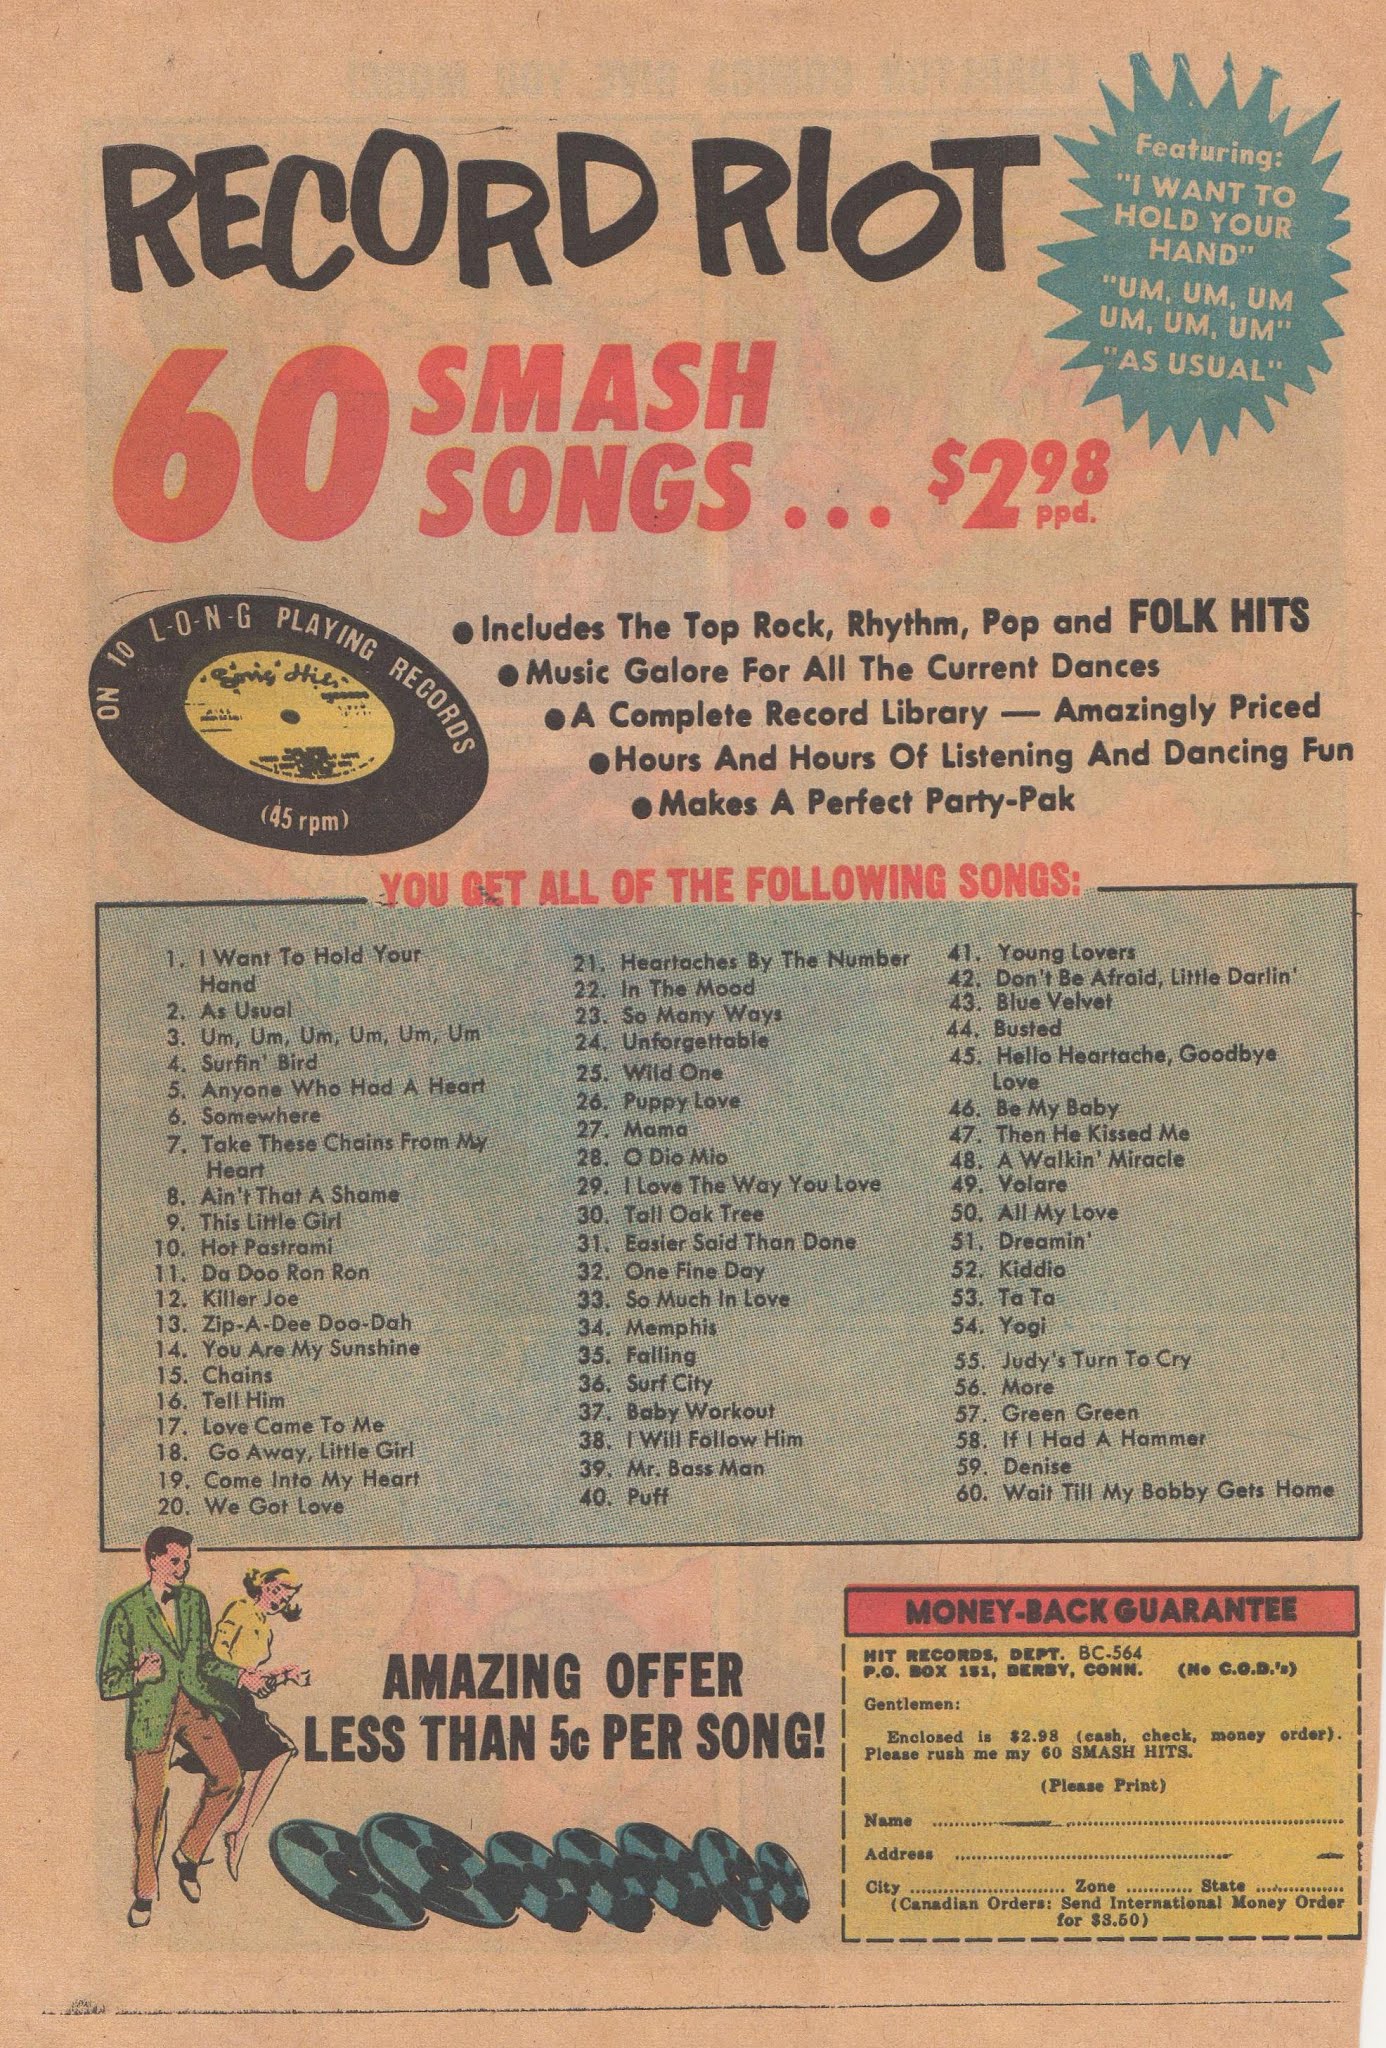 RECORD RIOT
Featuring:
"I WANT TO
HOLD YOUR
HAND"
"UM, UM, UM
UM, UM, UM"
"AS USUAL"
60 SMASH
SONGS... $2.98
ppd.
ON 10 L-O-N-G PLAYING RECORDS
(45 rpm)
● Includes The Top Rock, Rhythm, Pop and FOLK HITS
● Music Galore For All The Current Dances
● A Complete Record Library — Amazingly Priced
● Hours And Hours Of Listening And Dancing Fun
● Makes A Perfect Party-Pak
YOU GET ALL OF THE FOLLOWING SONGS:
1. I Want To Hold Your
Hand
2. As Usual
3. Um, Um, Um, Um, Um, Um
4. Surfin' Bird
5. Anyone Who Had A Heart
6. Somewhere
7. Take These Chains From My
Heart
8. Ain't That A Shame
9. This Little Girl
10. Hot Pastrami
11. Da Doo Ron Ron
12. Killer Joe
13. Zip-A-Dee Doo-Dah
14. You Are My Sunshine
15. Chains
16. Tell Him
17. Love Came To Me
18. Go Away, Little Girl
19. Come Into My Heart
20. We Got Love
21. Heartaches By The Number
22. In The Mood
23. So Many Ways
24. Unforgettable
25. Wild One
26. Puppy Love
27. Mama
28. O Dio Mio
29. I Love The Way You Love
30. Tall Oak Tree
31. Easier Said Than Done
32. One Fine Day
33. So Much In Love
34. Memphis
35. Falling
36. Surf City
37. Baby Workout
38. I Will Follow Him
39. Mr. Bass Man
40. Puff
41. Young Lovers
42. Don't Be Afraid, Little Darlin'
43. Blue Velvet
44. Busted
45. Hello Heartache, Goodbye
Love
46. Be My Baby
47. Then He Kissed Me
48. A Walkin' Miracle
49. Volare
50. All My Love
51. Dreamin'
52. Kiddio
53. Ta Ta
54. Yogi
55. Judy's Turn To Cry
56. More
57. Green Green
58. If I Had A Hammer
59. Denise
60. Wait Till My Bobby Gets Home
AMAZING OFFER
LESS THAN 5c PER SONG!
MONEY-BACK GUARANTEE
HIT RECORDS, DEPT. BC-564
P.O. BOX 151, DERBY, CONN. (No C.O.D.'s)
Gentlemen:
Enclosed is $2.98 (cash, check, money order).
Please rush me my 60 SMASH HITS.
(Please Print)
Name
Address
City Zone State
(Canadian Orders: Send International Money Order
for $3.50)